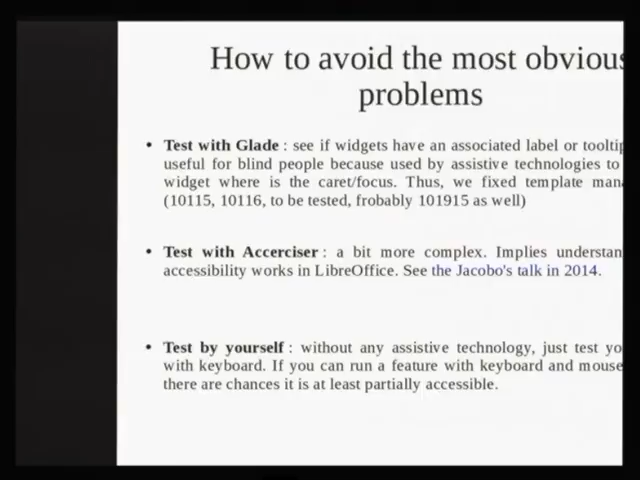 How to avoid the most obvious
problems
• Test with Glade : see if widgets have an associated label or tooltip
useful for blind people because used by assistive technologies to
widget where is the caret/focus. Thus, we fixed template man
(10115, 10116, to be tested, frobably 101915 as well)
• Test with Accerciser : a bit more complex. Implies understan
accessibility works in LibreOffice. See the Jacobo's talk in 2014.
• Test by yourself : without any assistive technology, just test yo
with keyboard. If you can run a feature with keyboard and mouse
there are chances it is at least partially accessible.